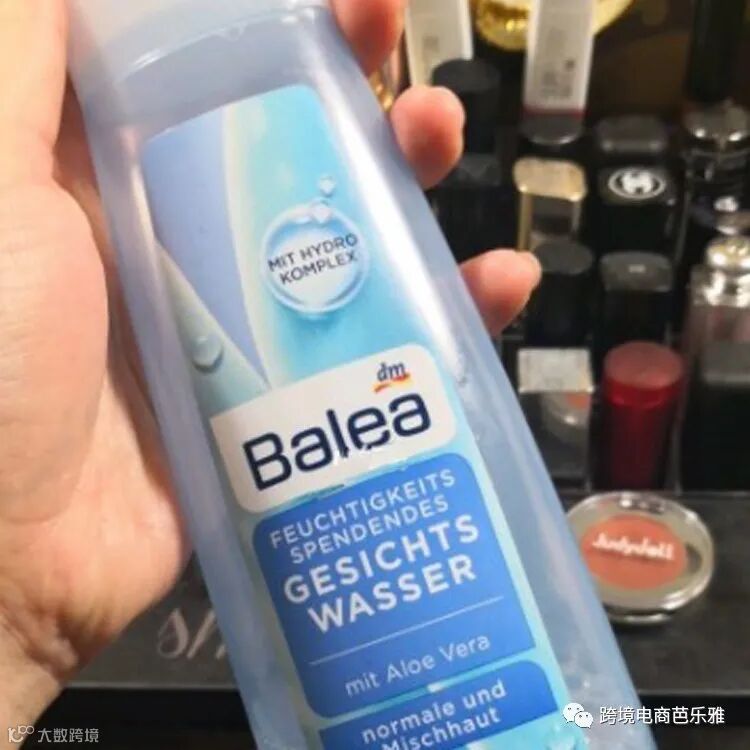 MIT HYDRO
KOMPLEX
dm
Balea
FEUCHTIGKEITS
SPENDENDES
GESICHTS
WASSER
mit Aloe Vera
normale und
Mischhaut
Judydoll
大数跨境
跨境电商芭乐雅